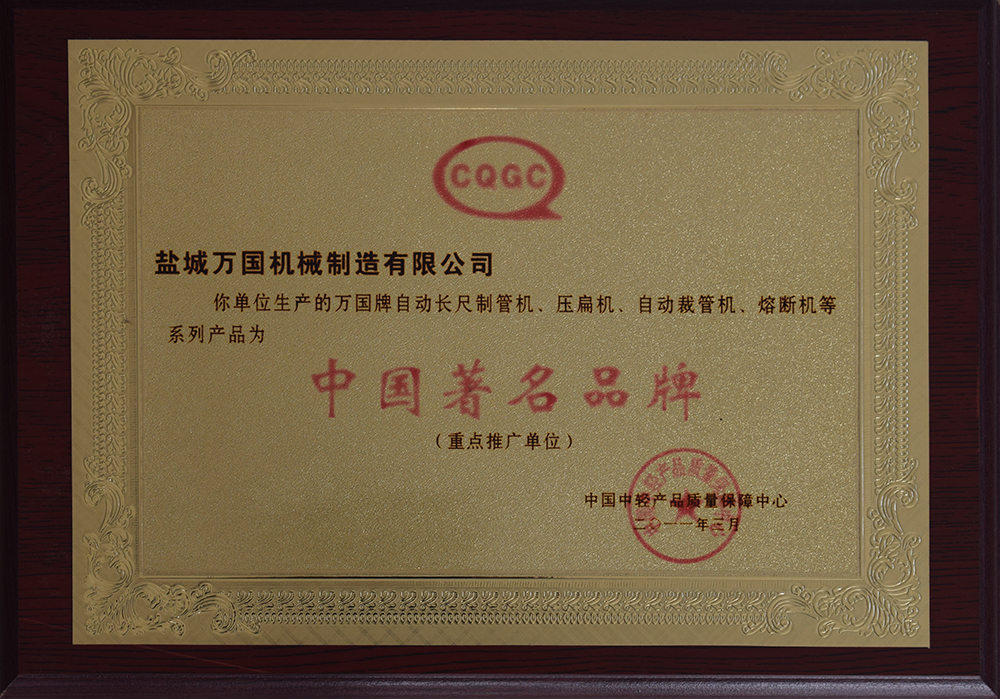 CQGC
盐城万国机械制造有限公司
你单位生产的万国牌自动长尺制管机、压扁机、自动裁管机、熔断机等
系列产品为
中国著名品牌
（重点推广单位）
中国中轻产品质量保障中心
二〇一一年三月